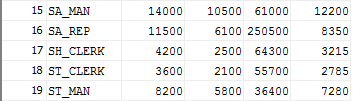 15 SA_MAN 14000 10500 61000 12200
16 SA_REP 11500 6100 250500 8350
17 SH_CLERK 4200 2500 64300 3215
18 ST_CLERK 3600 2100 55700 2785
19 ST_MAN 8200 5800 36400 7280